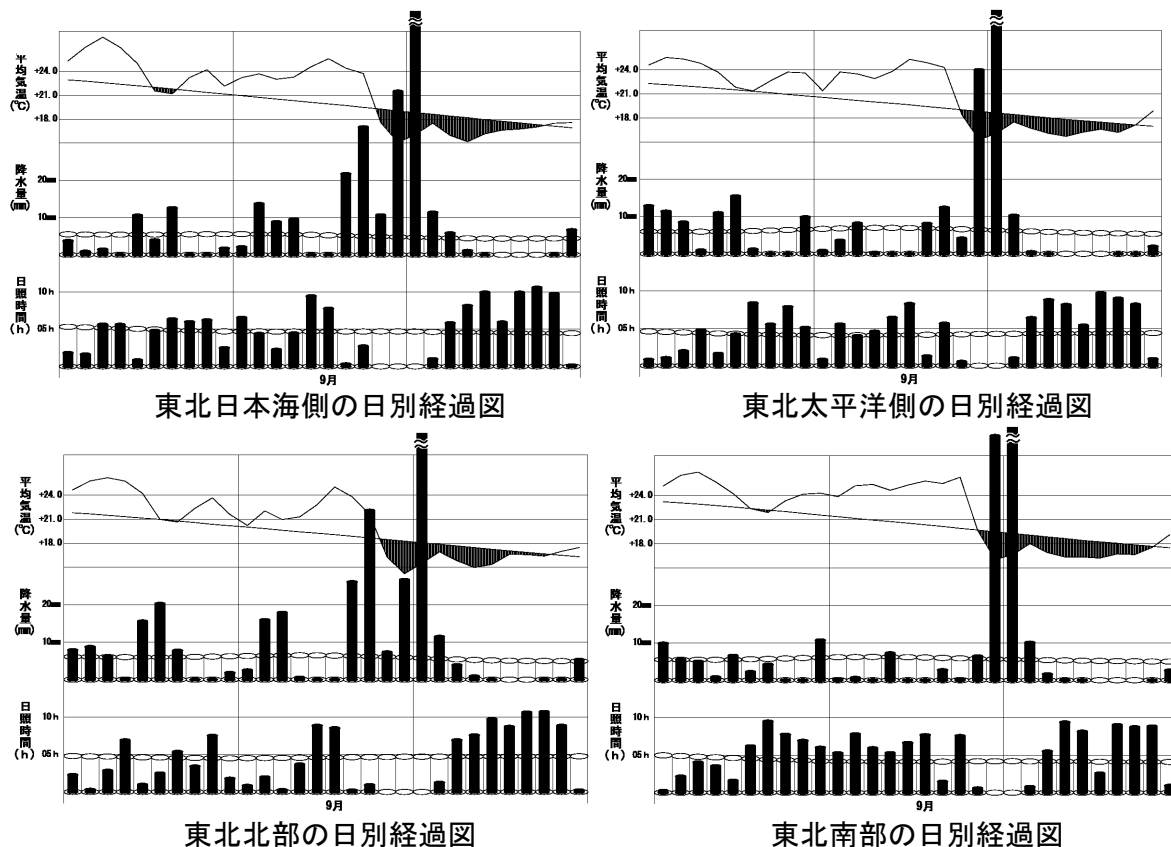 平均気温(℃)
+24.0
+21.0
+18.0
降水量(㎜)
20㎜
10㎜
日照時間(h)
10h
05h
9月
東北日本海側の日別経過図
平均気温(℃)
+24.0
+21.0
+18.0
降水量(㎜)
20㎜
10㎜
日照時間(h)
10h
05h
9月
東北太平洋側の日別経過図
平均気温(℃)
+24.0
+21.0
+18.0
降水量(㎜)
20㎜
10㎜
日照時間(h)
10h
05h
9月
東北北部の日別経過図
平均気温(℃)
+24.0
+21.0
+18.0
降水量(㎜)
20㎜
10㎜
日照時間(h)
10h
05h
9月
東北南部の日別経過図